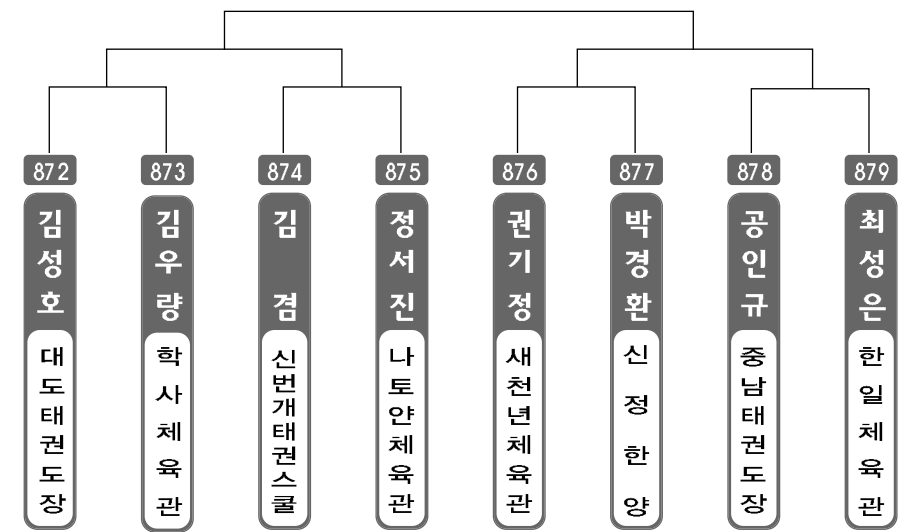 872
김성호
대도태권도장
873
김우량
학사체육관
874
김겸
신번개태권스쿨
875
정서진
나토얀체육관
876
권기정
새천년체육관
877
박경환
신정한양
878
공인규
중남태권도장
879
최성은
한일체육관